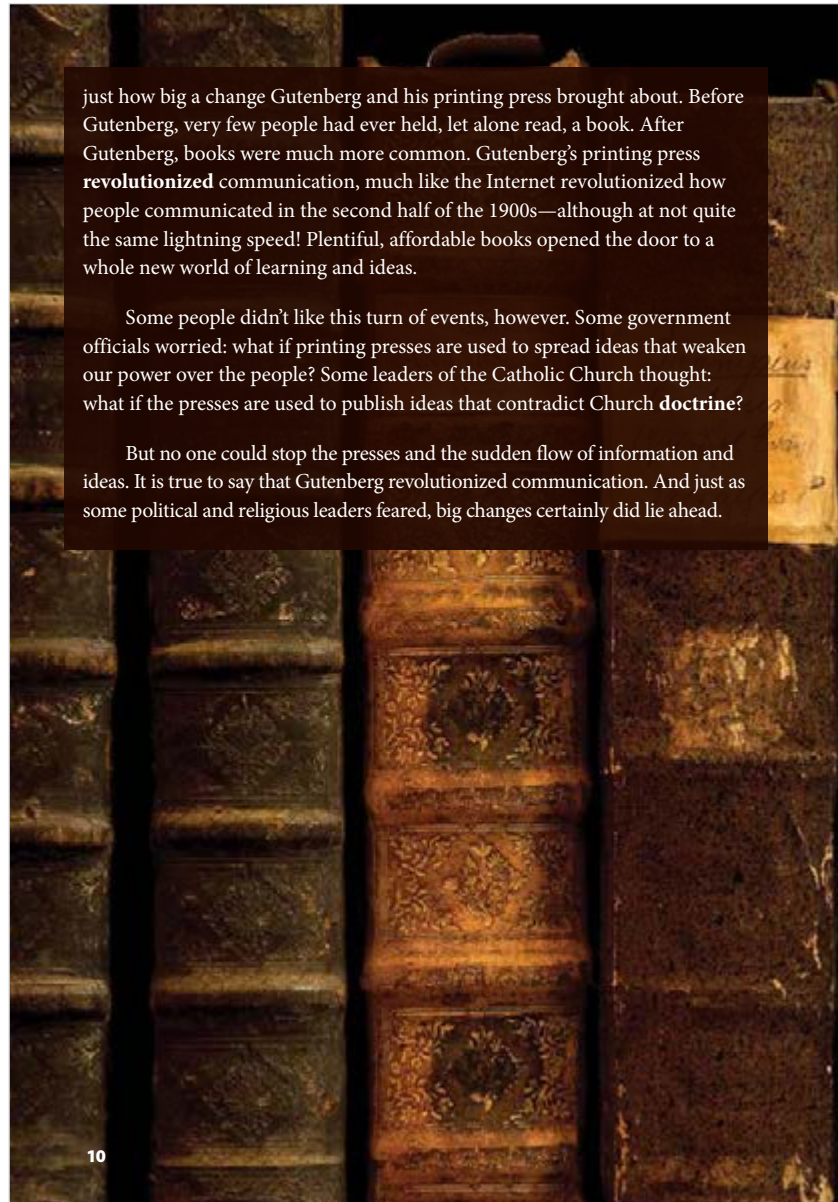 just how big a change Gutenberg and his printing press brought about. Before
Gutenberg, very few people had ever held, let alone read, a book. After
Gutenberg, books were much more common. Gutenberg’s printing press
revolutionized communication, much like the Internet revolutionized how
people communicated in the second half of the 1900s—although at not quite
the same lightning speed! Plentiful, affordable books opened the door to a
whole new world of learning and ideas.
Some people didn’t like this turn of events, however. Some government
officials worried: what if printing presses are used to spread ideas that weaken
our power over the people? Some leaders of the Catholic Church thought:
what if the presses are used to publish ideas that contradict Church doctrine?
But no one could stop the presses and the sudden flow of information and
ideas. It is true to say that Gutenberg revolutionized communication. And just as
some political and religious leaders feared, big changes certainly did lie ahead.
10